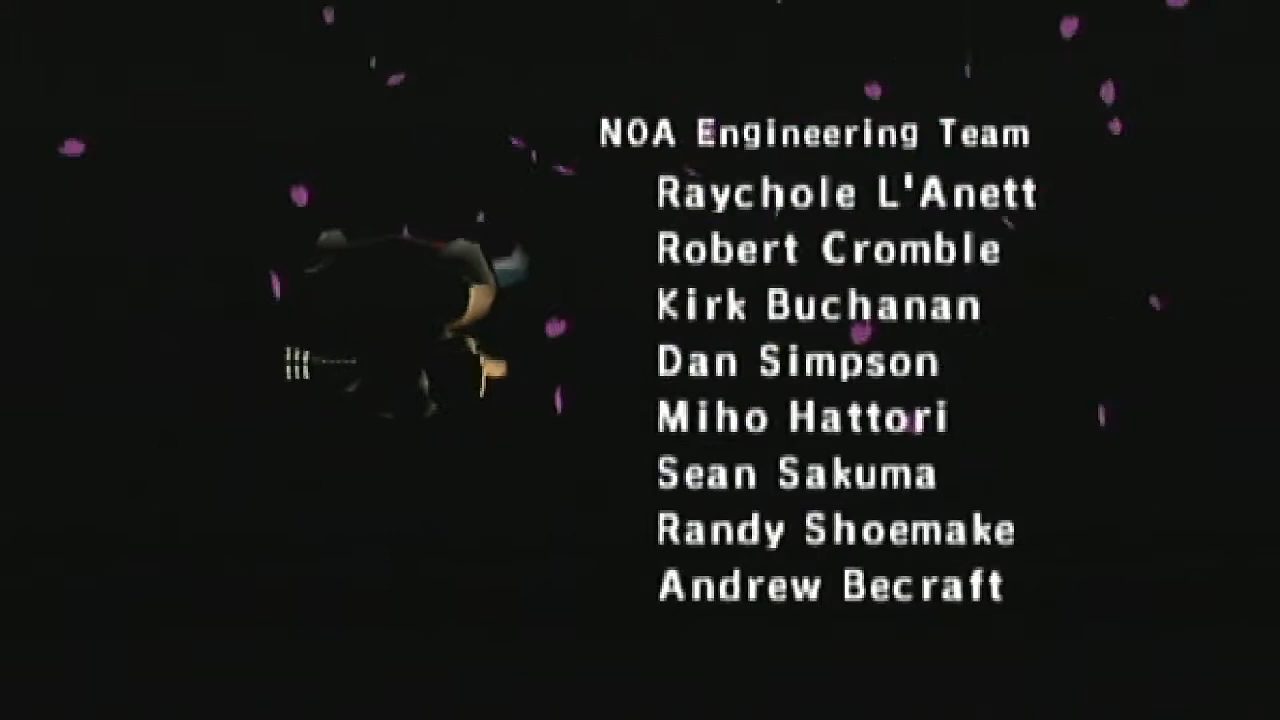 NOA Engineering Team
Raychole L'Anett
Robert Cromble
Kirk Buchanan
Dan Simpson
Miho Hattori
Sean Sakuma
Randy Shoemake
Andrew Becraft